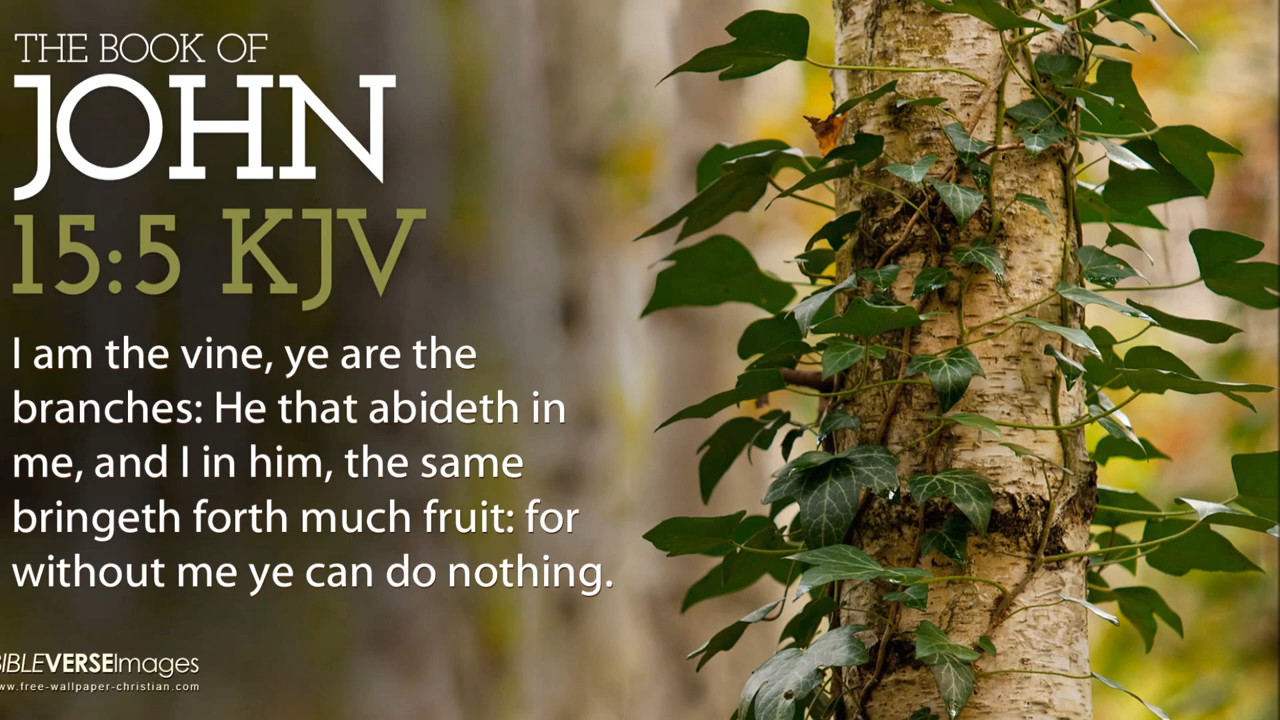 THE BOOK OF
JOHN
15:5 KJV
I am the vine, ye are the
branches: He that abideth in
me, and I in him, the same
bringeth forth much fruit: for
without me ye can do nothing.
BIBLEVERSEImages
www.free-wallpaper-christian.com